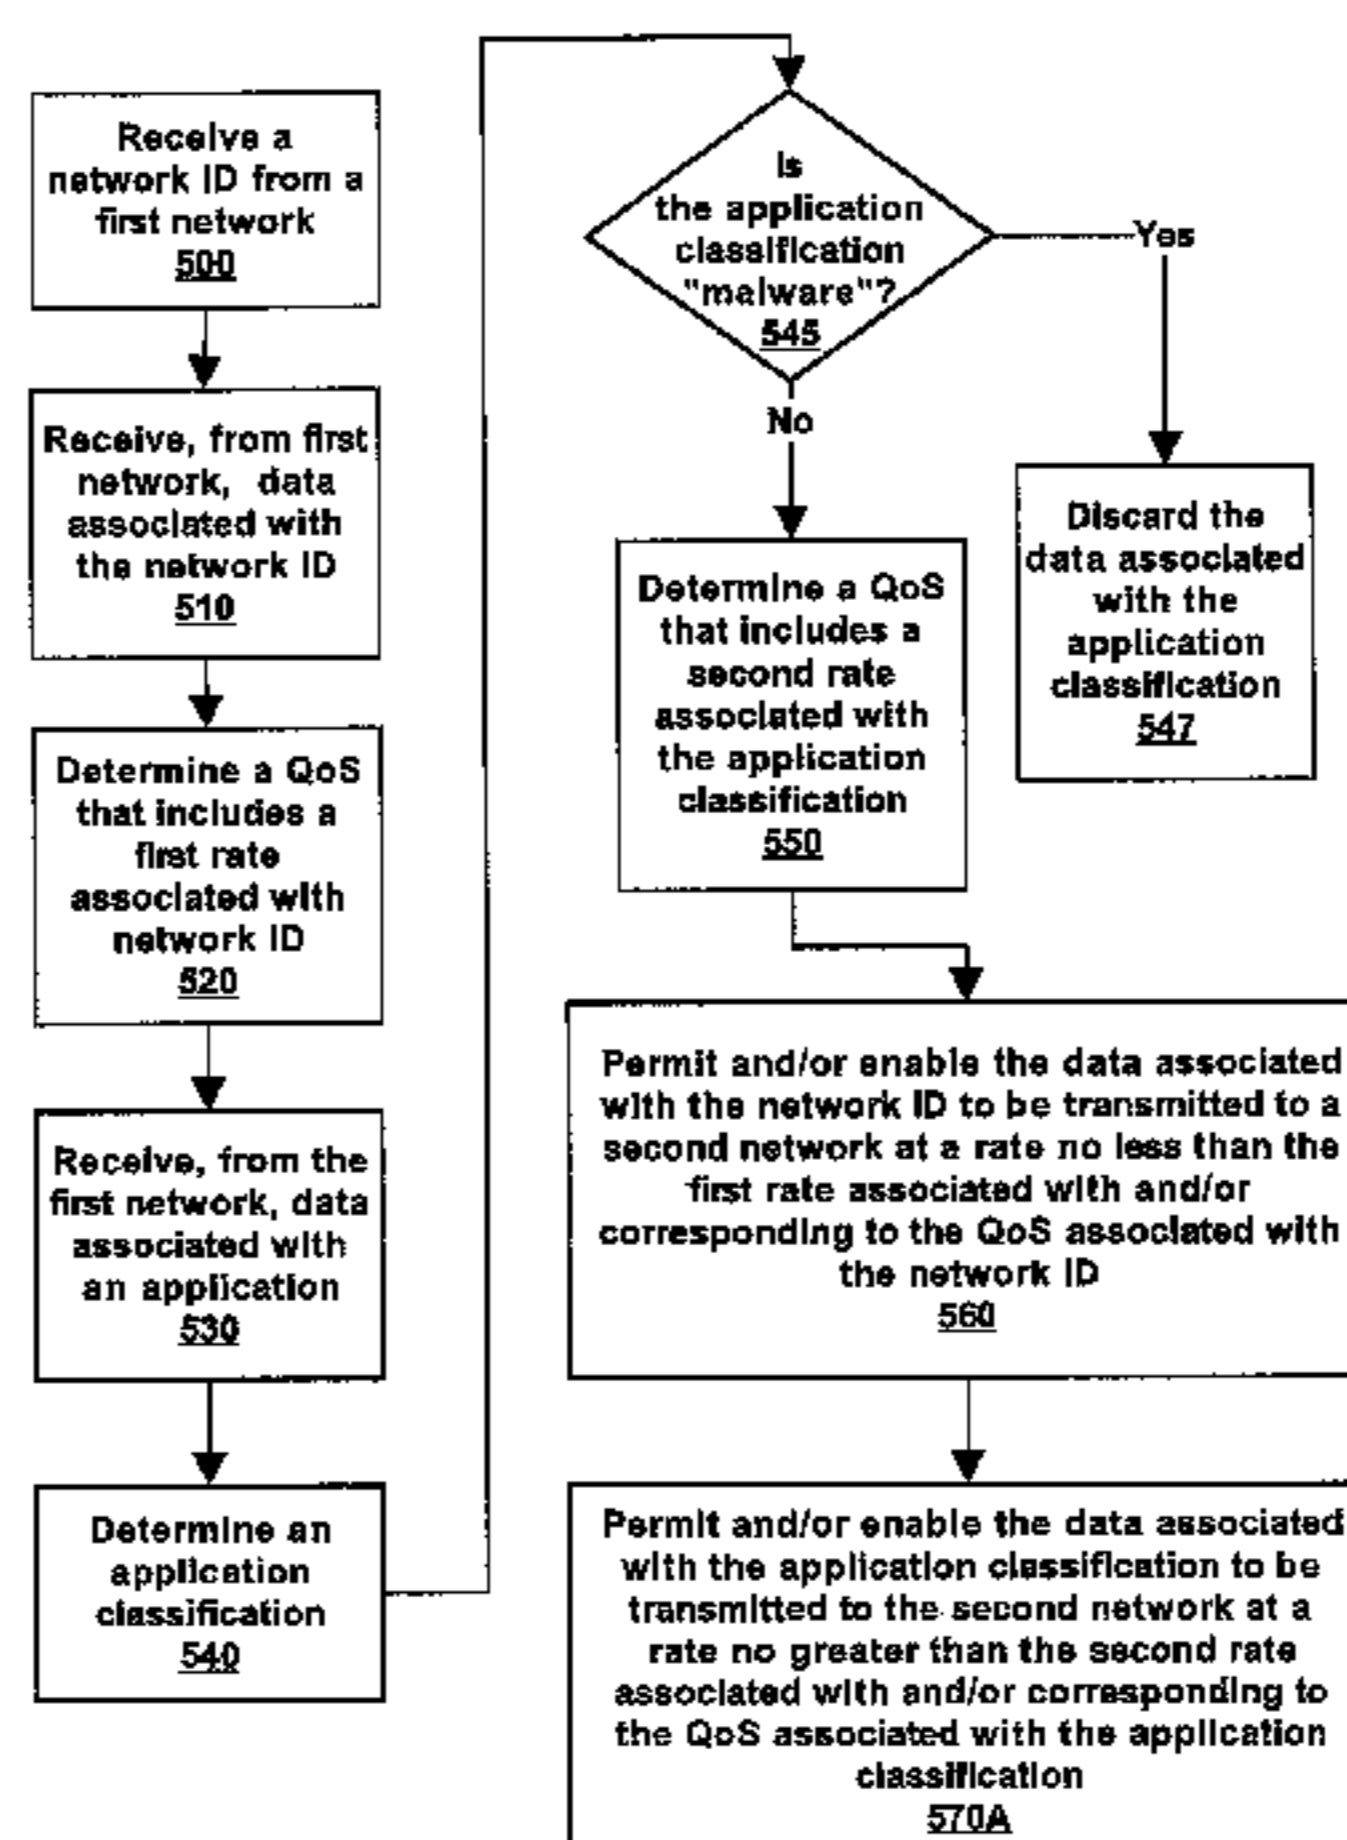 Receive a
network ID from a
first network
500
Receive, from first
network, data
associated with
the network ID
510
Determine a QoS
that includes a
first rate
associated with
network ID
520
Receive, from the
first network, data
associated with
an application
530
Determine an
application
classification
540
Is
the application
classification
"malware"?
545
Yes
No
Discard the
data associated
with the
application
classification
547
Determine a QoS
that includes a
second rate
associated with
the application
classification
550
Permit and/or enable the data associated
with the network ID to be transmitted to a
second network at a rate no less than the
first rate associated with and/or
corresponding to the QoS associated with
the network ID
560
Permit and/or enable the data associated
with the application classification to be
transmitted to the second network at a
rate no greater than the second rate
associated with and/or corresponding to
the QoS associated with the application
classification
570A